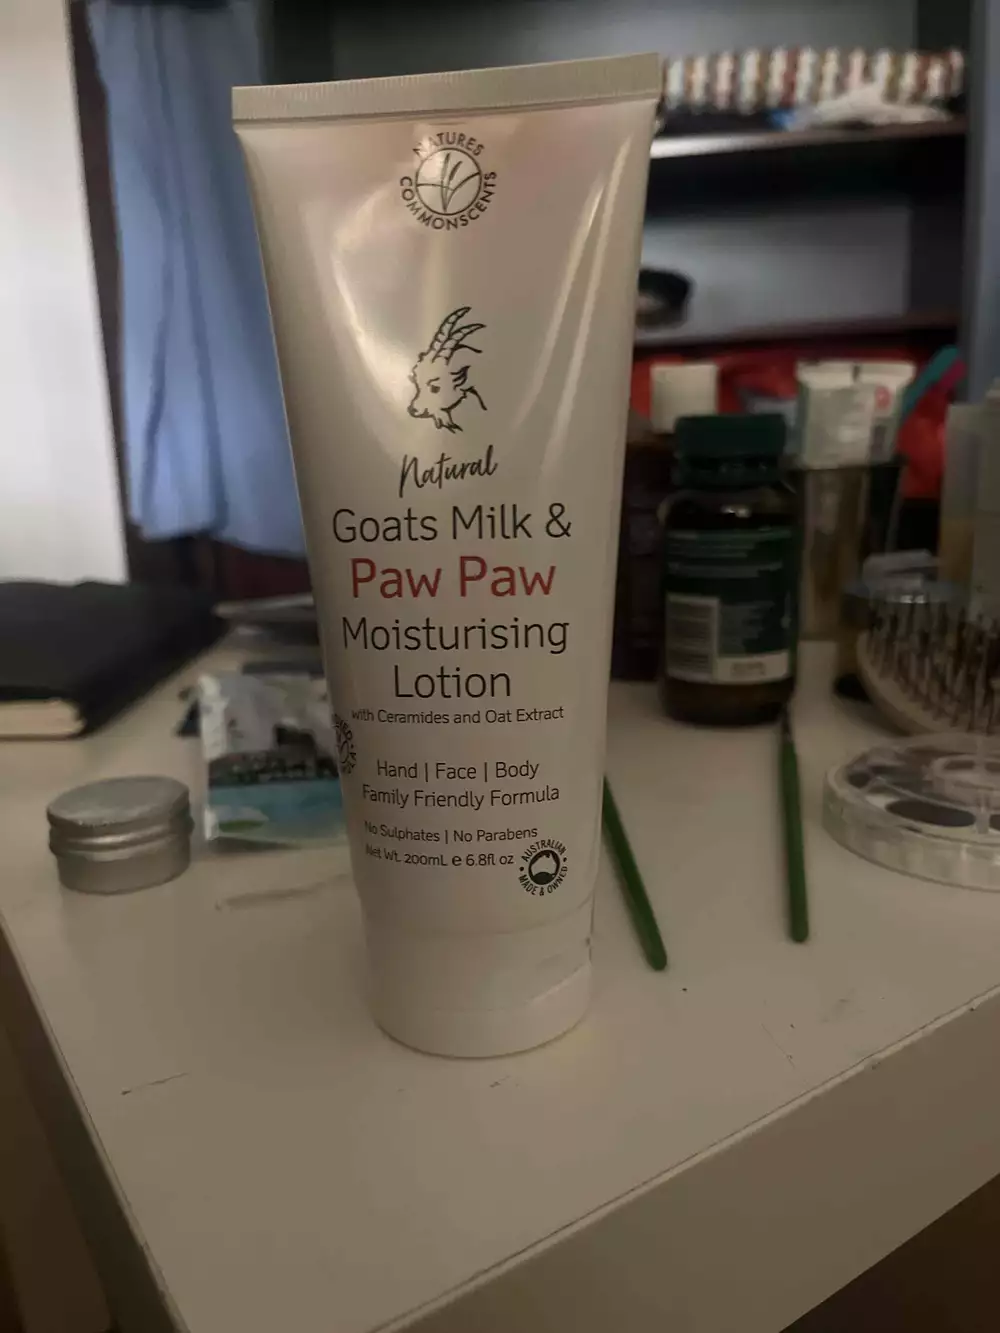 NATURES
COMMONSCENTS
Natural
Goats Milk &
Paw Paw
Moisturising
Lotion
with Ceramides and Oat Extract
Hand | Face | Body
Family Friendly Formula
No Sulphates | No Parabens
Net Wt. 200mL e 6.8fl oz
AUSTRALIAN
MADE & OWNED